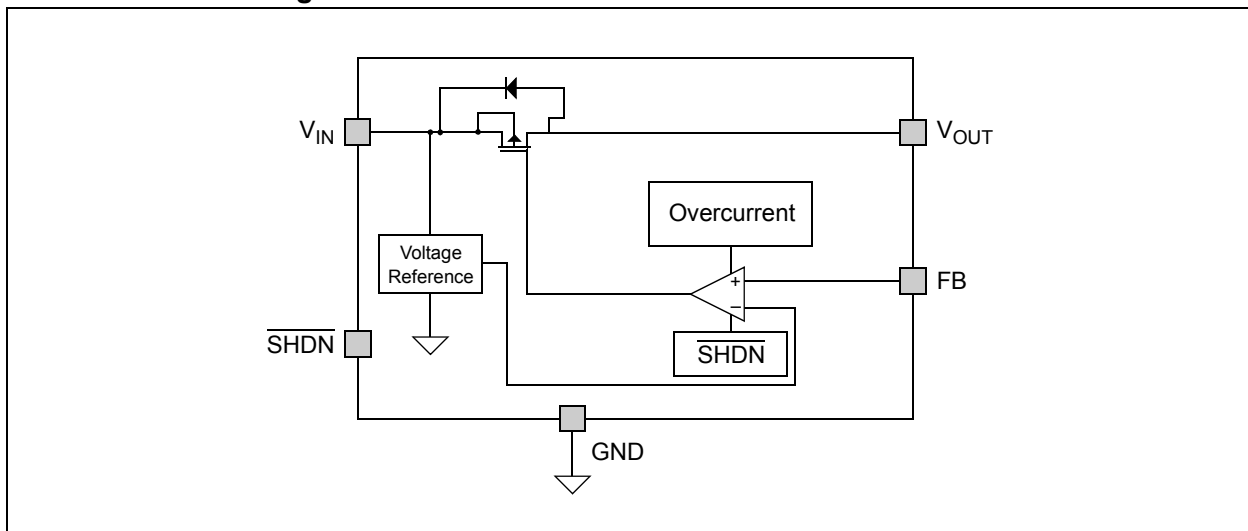 V_IN
V_OUT
Overcurrent
Voltage
Reference
+
−
FB
SHDN
SHDN
GND